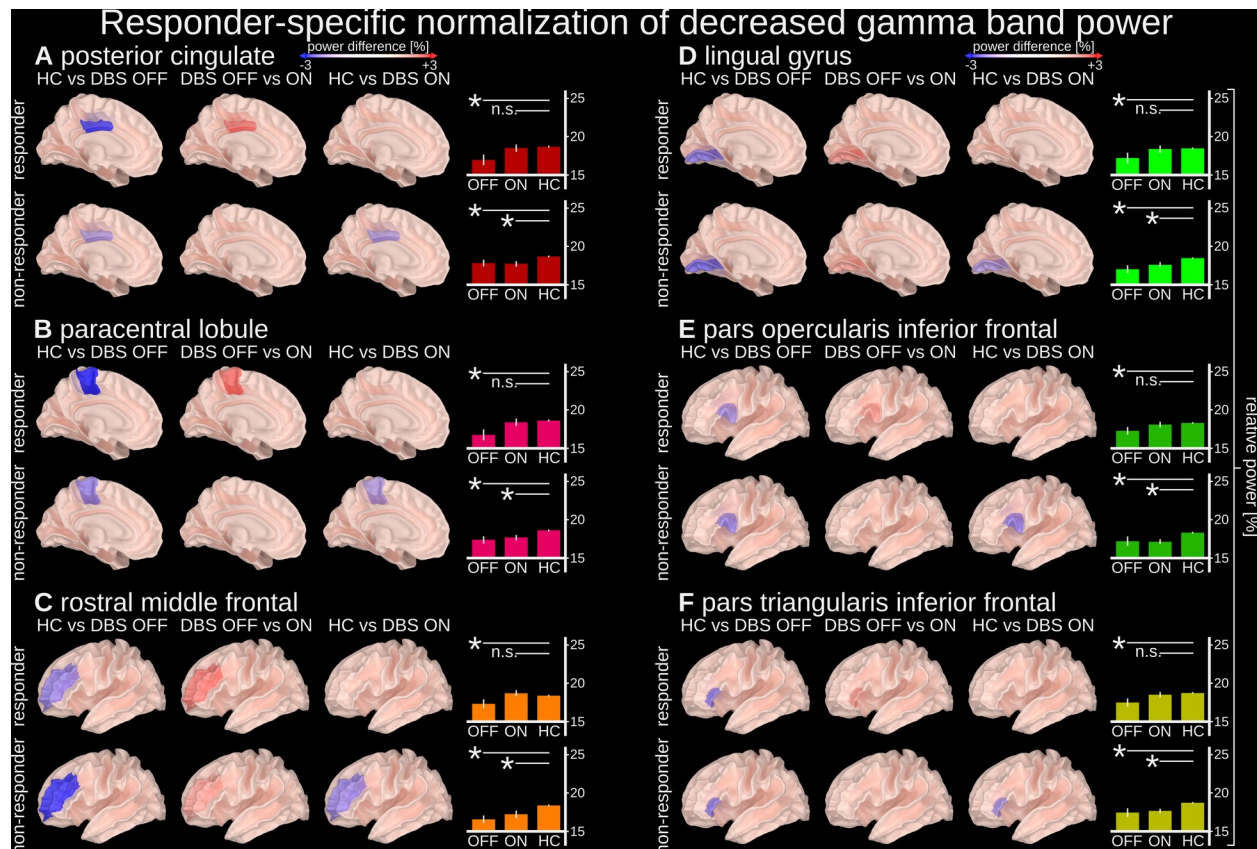 Responder-specific normalization of decreased gamma band power
A posterior cingulate
power difference [%]
-3 +3
HC vs DBS OFF DBS OFF vs ON HC vs DBS ON
responder
*
n.s.
25
20
15
OFF ON HC
non-responder
*
*
25
20
15
OFF ON HC
B paracentral lobule
HC vs DBS OFF DBS OFF vs ON HC vs DBS ON
responder
*
n.s.
25
20
15
OFF ON HC
non-responder
*
*
25
20
15
OFF ON HC
C rostral middle frontal
HC vs DBS OFF DBS OFF vs ON HC vs DBS ON
responder
*
n.s.
25
20
15
OFF ON HC
non-responder
*
*
25
20
15
OFF ON HC
D lingual gyrus
power difference [%]
-3 +3
HC vs DBS OFF DBS OFF vs ON HC vs DBS ON
responder
*
n.s.
25
20
15
OFF ON HC
non-responder
*
*
25
20
15
OFF ON HC
E pars opercularis inferior frontal
HC vs DBS OFF DBS OFF vs ON HC vs DBS ON
responder
*
n.s.
25
20
15
OFF ON HC
non-responder
*
*
25
20
15
OFF ON HC
F pars triangularis inferior frontal
HC vs DBS OFF DBS OFF vs ON HC vs DBS ON
responder
*
n.s.
25
20
15
OFF ON HC
non-responder
*
*
25
20
15
OFF ON HC
relative power [%]